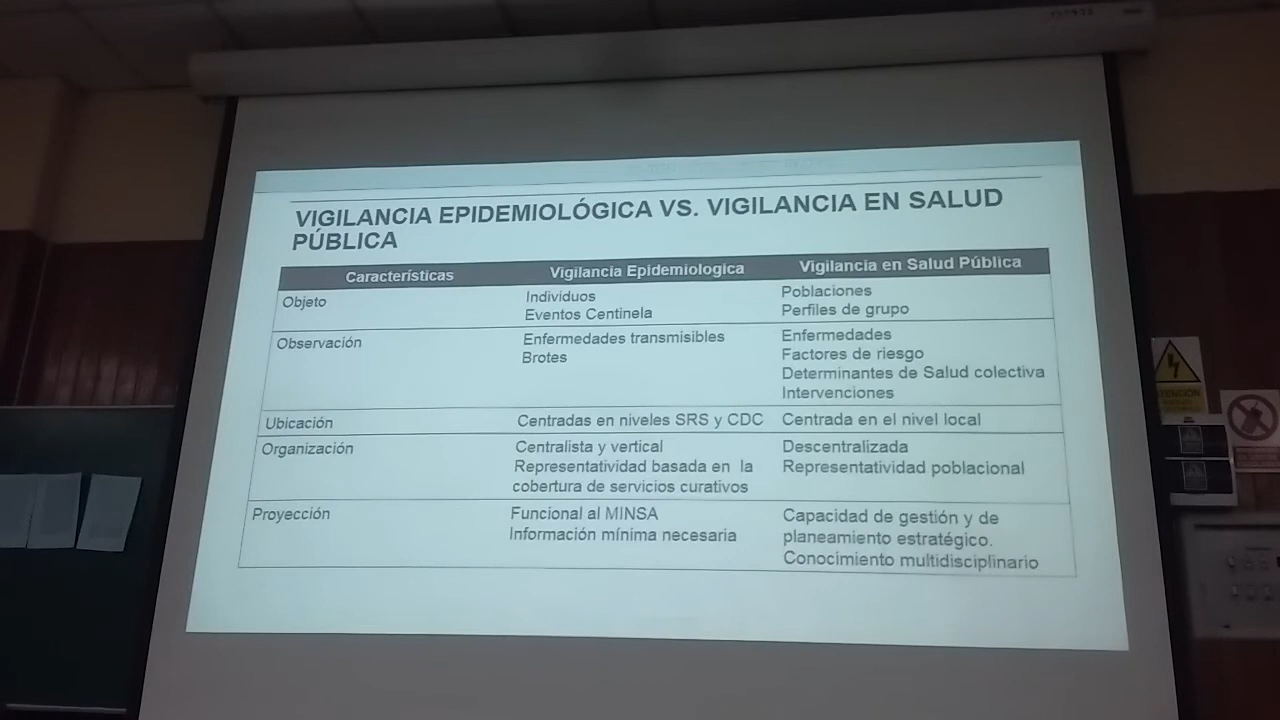 VIGILANCIA EPIDEMIOLÓGICA VS. VIGILANCIA EN SALUD
PÚBLICA
Características Vigilancia Epidemiologica Vigilancia en Salud Pública
Objeto Individuos Poblaciones
Eventos Centinela Perfiles de grupo
Observación Enfermedades transmisibles Enfermedades
Brotes Factores de riesgo
Determinantes de Salud colectiva
Intervenciones
Ubicación Centradas en niveles SRS y CDC Centrada en el nivel local
Organización Centralista y vertical Descentralizada
Representatividad basada en la Representatividad poblacional
cobertura de servicios curativos
Proyección Funcional al MINSA Capacidad de gestión y de
Información mínima necesaria planeamiento estratégico.
Conocimiento multidisciplinario